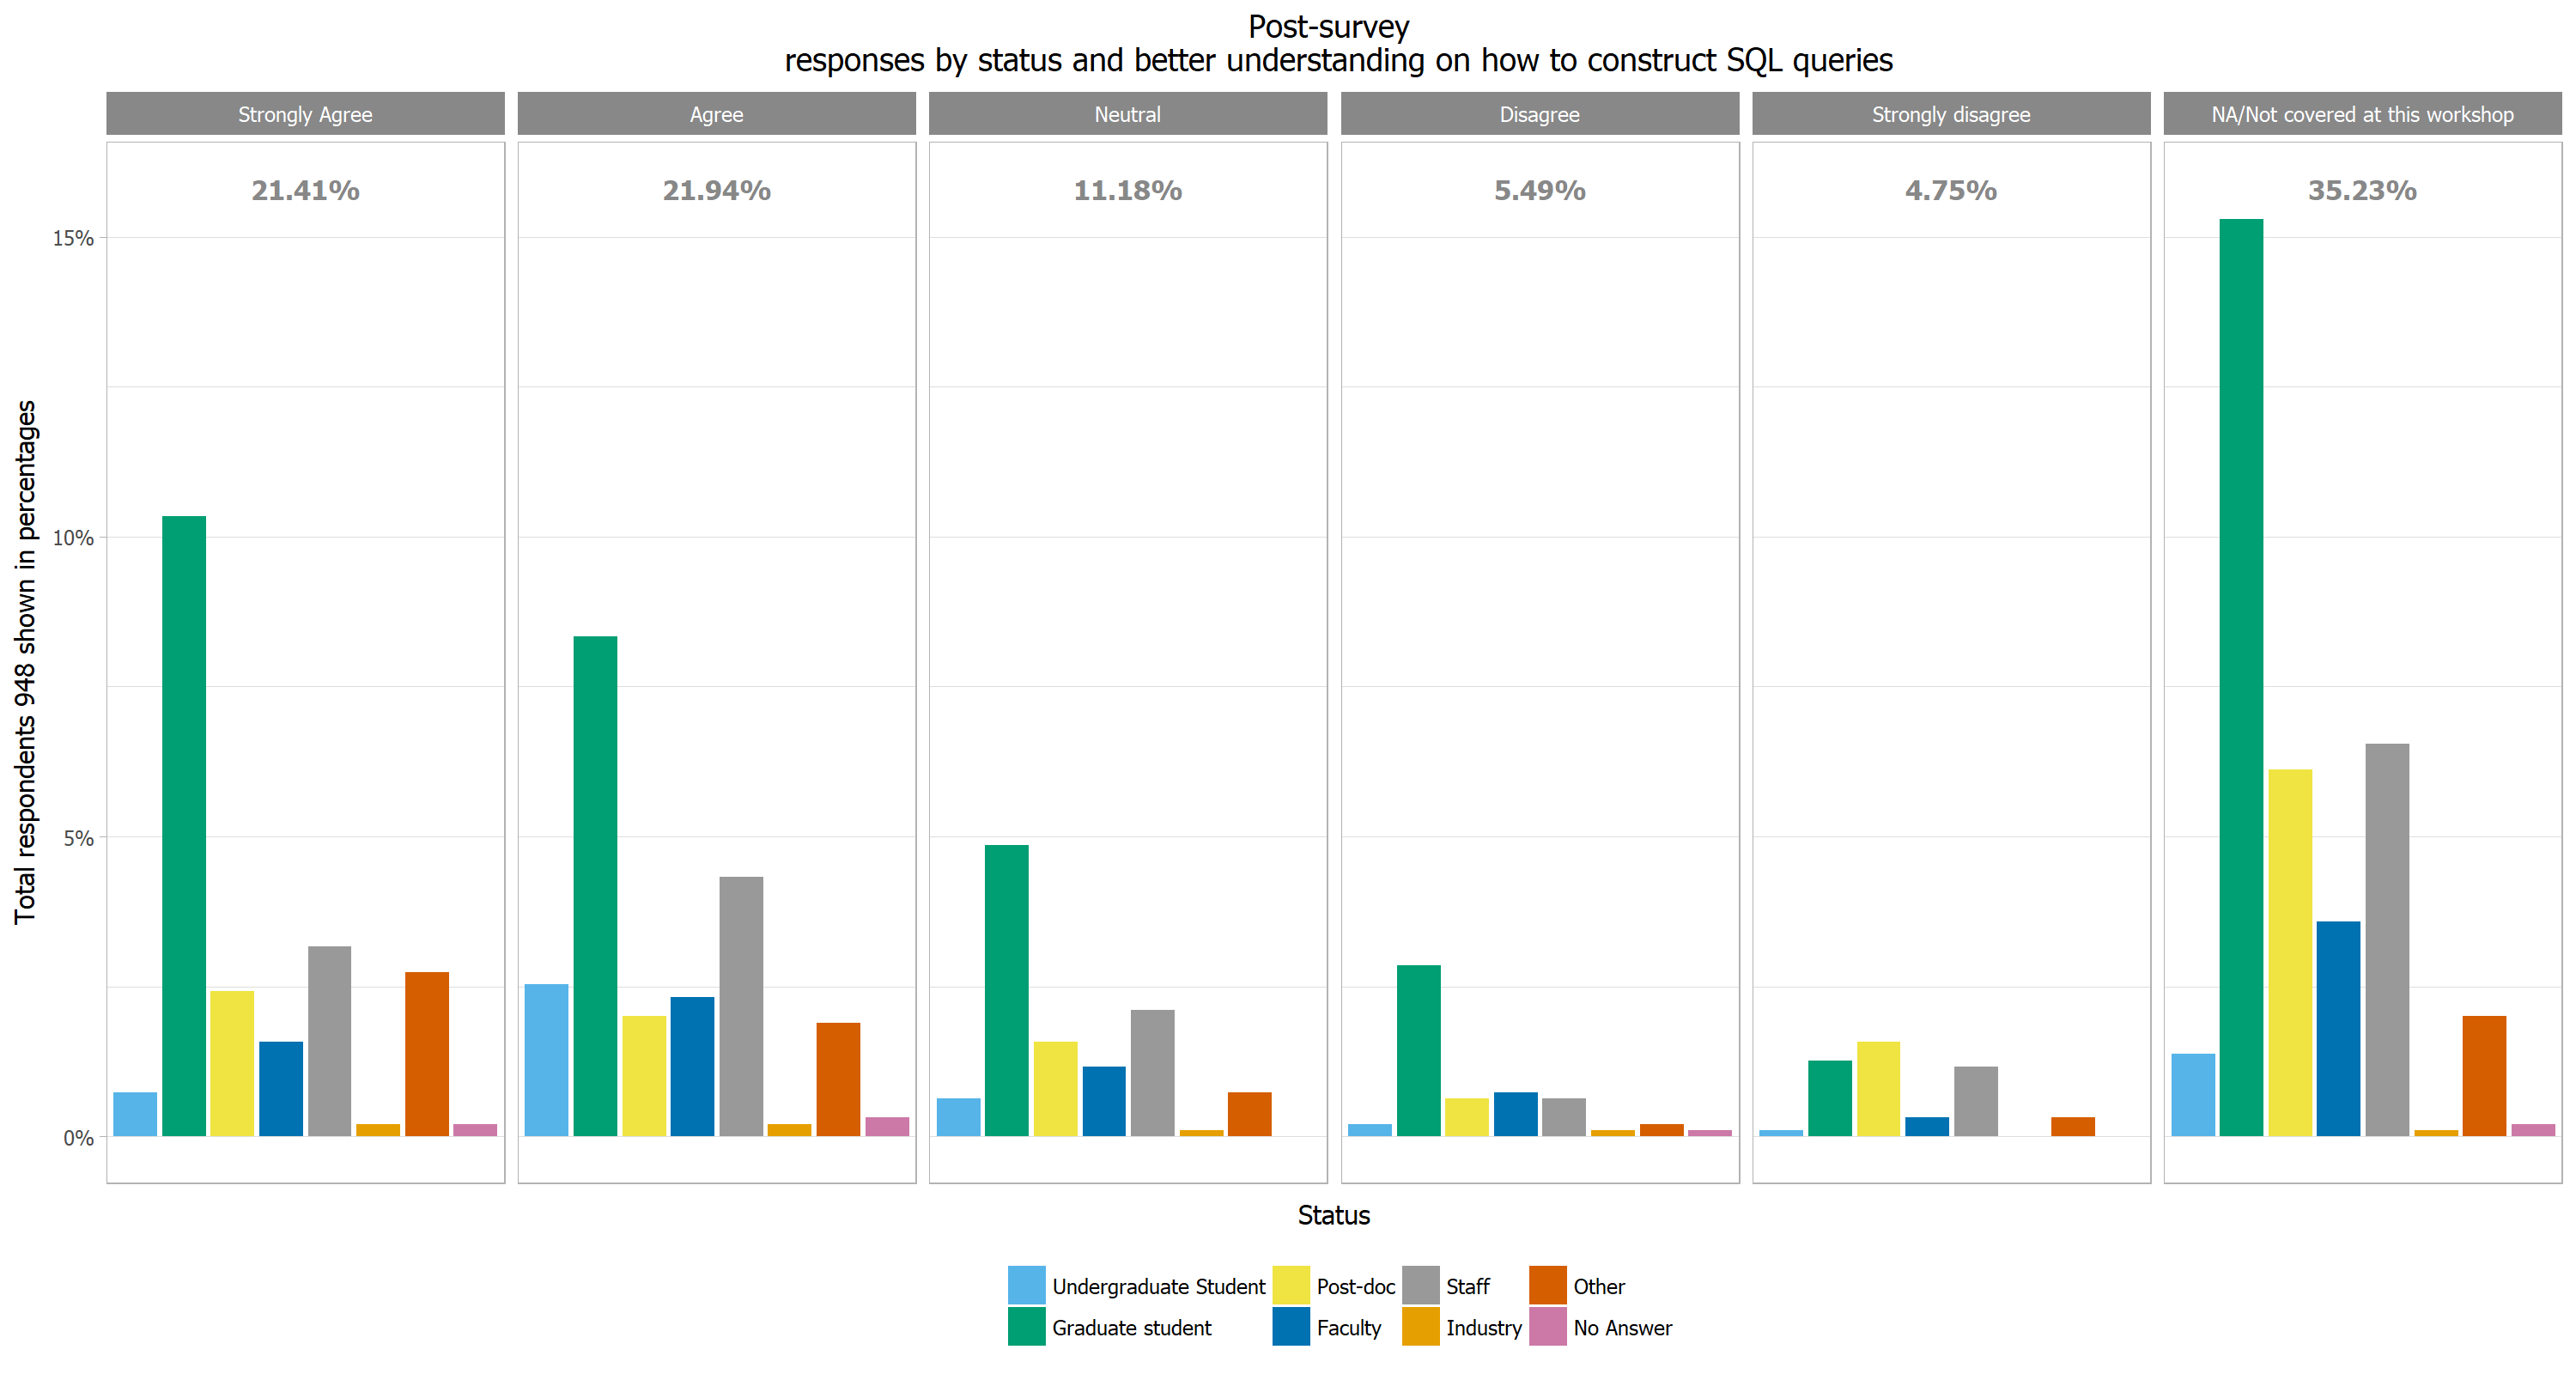 Post-survey
responses by status and better understanding on how to construct SQL queries
Strongly Agree
Agree
Neutral
Disagree
Strongly disagree
NA/Not covered at this workshop
21.41%
21.94%
11.18%
5.49%
4.75%
35.23%
15%
10%
5%
0%
Total respondents 948 shown in percentages
Status
Undergraduate Student
Post-doc
Staff
Other
Graduate student
Faculty
Industry
No Answer